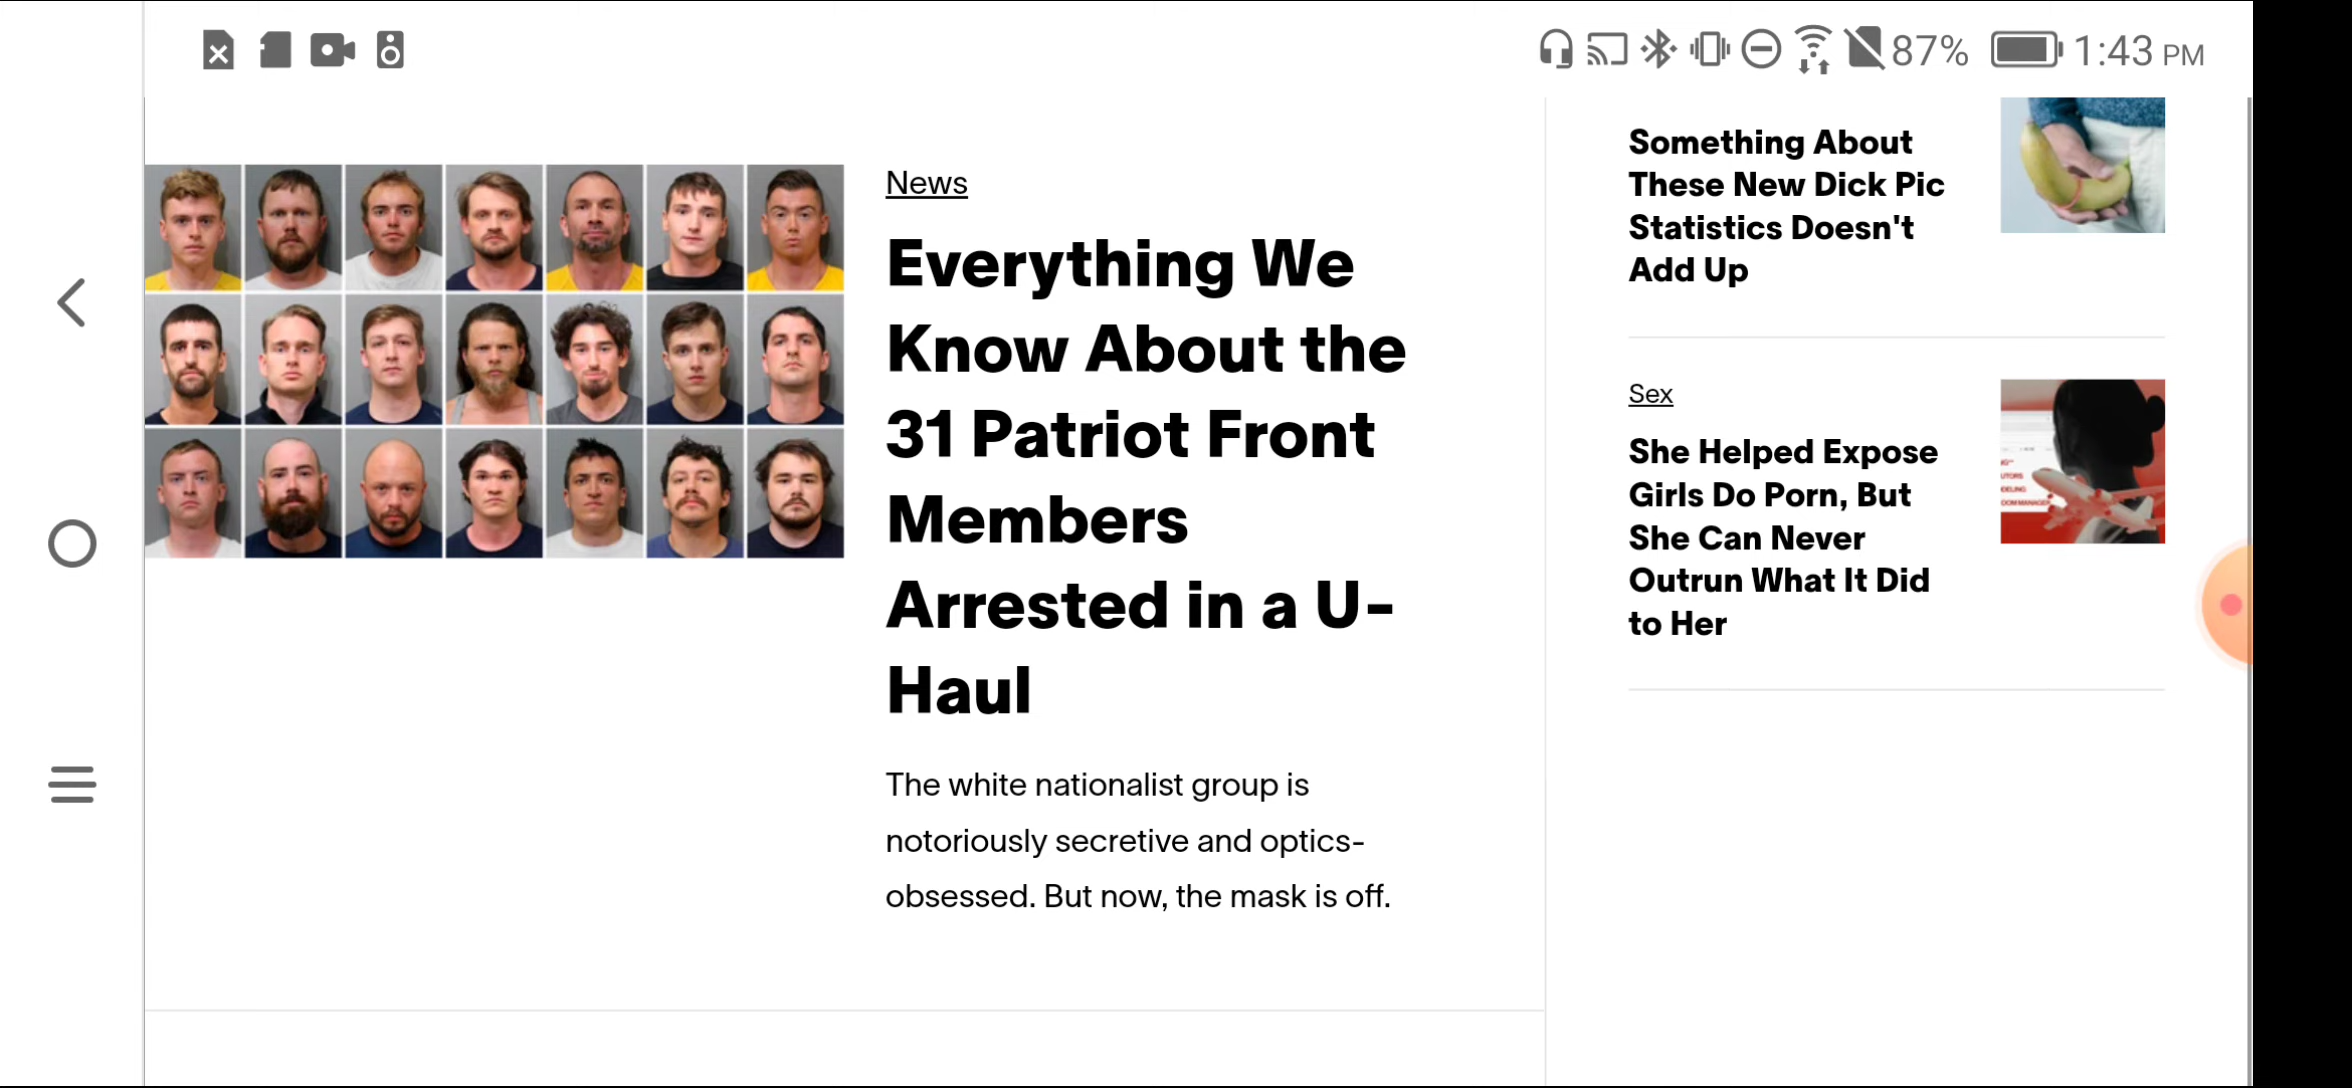 87% 1:43 PM
News
Everything We
Know About the
31 Patriot Front
Members
Arrested in a U-
Haul
The white nationalist group is
notoriously secretive and optics-
obsessed. But now, the mask is off.
Something About
These New Dick Pic
Statistics Doesn't
Add Up
Sex
She Helped Expose
Girls Do Porn, But
She Can Never
Outrun What It Did
to Her